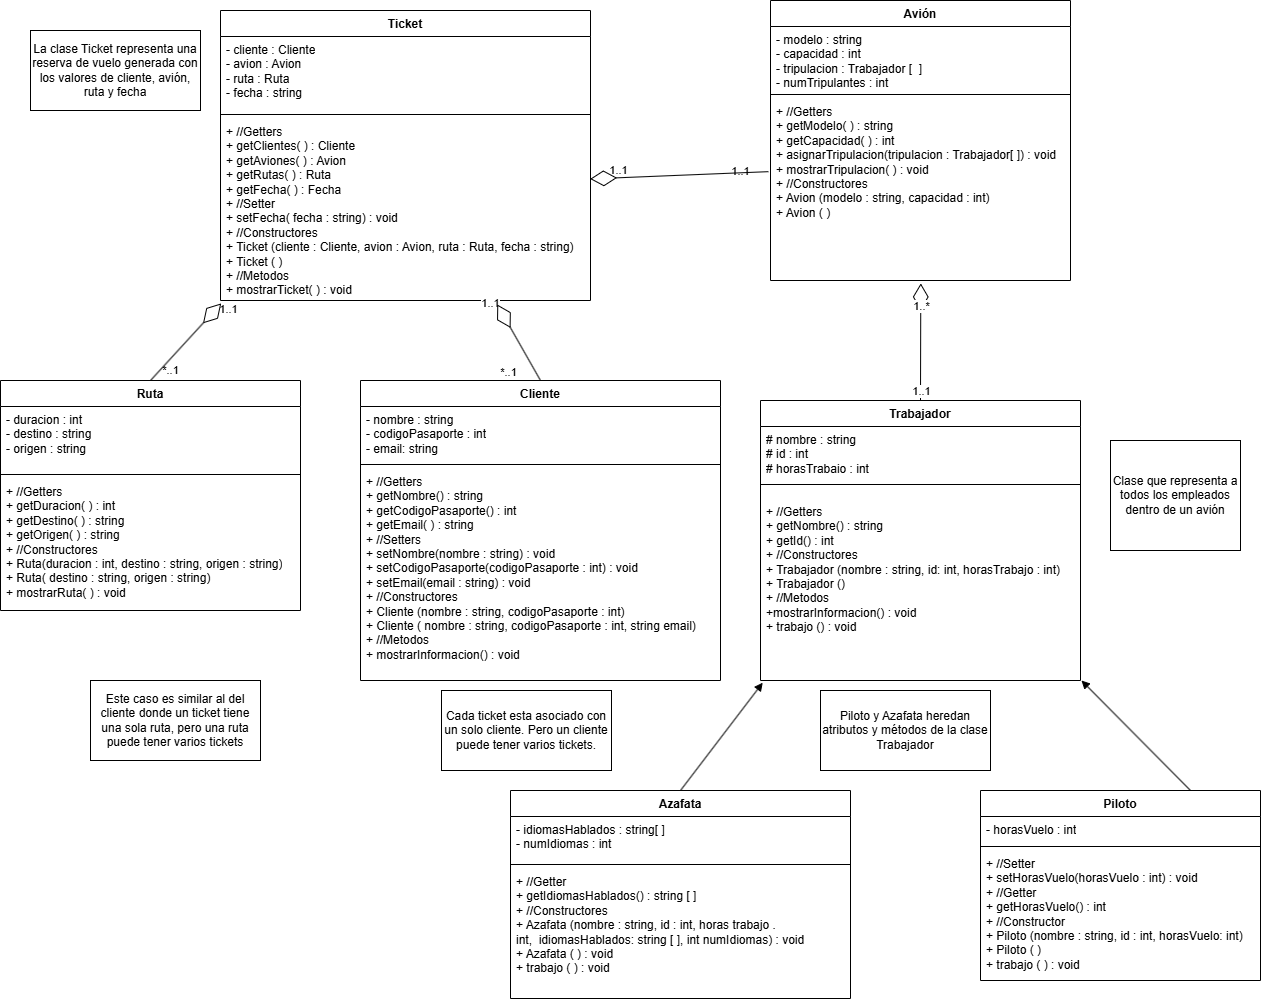 La clase Ticket representa una
reserva de vuelo generada con
los valores de cliente, avión,
ruta y fecha
Ticket
- cliente : Cliente
- avion : Avion
- ruta : Ruta
- fecha : string
+ //Getters
+ getClientes( ) : Cliente
+ getAviones( ) : Avion
+ getRutas( ) : Ruta
+ getFecha( ) : Fecha
+ //Setter
+ setFecha( fecha : string) : void
+ //Constructores
+ Ticket (cliente : Cliente, avion : Avion, ruta : Ruta, fecha : string)
+ Ticket ( )
+ //Metodos
+ mostrarTicket( ) : void
Avión
- modelo : string
- capacidad : int
- tripulacion : Trabajador [  ]
- numTripulantes : int
+ //Getters
+ getModelo( ) : string
+ getCapacidad( ) : int
+ asignarTripulacion(tripulacion : Trabajador[ ]) : void
+ mostrarTripulacion( ) : void
+ //Constructores
+ Avion (modelo : string, capacidad : int)
+ Avion ( )
1..1
1..1
1..1
*..1
1..1
*..1
1..*
1..1
Ruta
- duracion : int
- destino : string
- origen : string
+ //Getters
+ getDuracion( ) : int
+ getDestino( ) : string
+ getOrigen( ) : string
+ //Constructores
+ Ruta(duracion : int, destino : string, origen : string)
+ Ruta( destino : string, origen : string)
+ mostrarRuta( ) : void
Cliente
- nombre : string
- codigoPasaporte : int
- email: string
+ //Getters
+ getNombre() : string
+ getCodigoPasaporte() : int
+ getEmail( ) : string
+ //Setters
+ setNombre(nombre : string) : void
+ setCodigoPasaporte(codigoPasaporte : int) : void
+ setEmail(email : string) : void
+ //Constructores
+ Cliente (nombre : string, codigoPasaporte : int)
+ Cliente ( nombre : string, codigoPasaporte : int, string email)
+ //Metodos
+ mostrarInformacion() : void
Trabajador
# nombre : string
# id : int
# horasTrabaio : int
+ //Getters
+ getNombre() : string
+ getId() : int
+ //Constructores
+ Trabajador (nombre : string, id: int, horasTrabajo : int)
+ Trabajador ()
+ //Metodos
+mostrarInformacion() : void
+ trabajo () : void
Clase que representa a
todos los empleados
dentro de un avión
Este caso es similar al del
cliente donde un ticket tiene
una sola ruta, pero una ruta
puede tener varios tickets
Cada ticket esta asociado con
un solo cliente. Pero un cliente
puede tener varios tickets.
Piloto y Azafata heredan
atributos y métodos de la clase
Trabajador
Azafata
- idiomasHablados : string[ ]
- numIdiomas : int
+ //Getter
+ getIdiomasHablados() : string [ ]
+ //Constructores
+ Azafata (nombre : string, id : int, horas trabajo .
int,  idiomasHablados: string [ ], int numIdiomas) : void
+ Azafata ( ) : void
+ trabajo ( ) : void
Piloto
- horasVuelo : int
+ //Setter
+ setHorasVuelo(horasVuelo : int) : void
+ //Getter
+ getHorasVuelo() : int
+ //Constructor
+ Piloto (nombre : string, id : int, horasVuelo: int)
+ Piloto ( )
+ trabajo ( ) : void